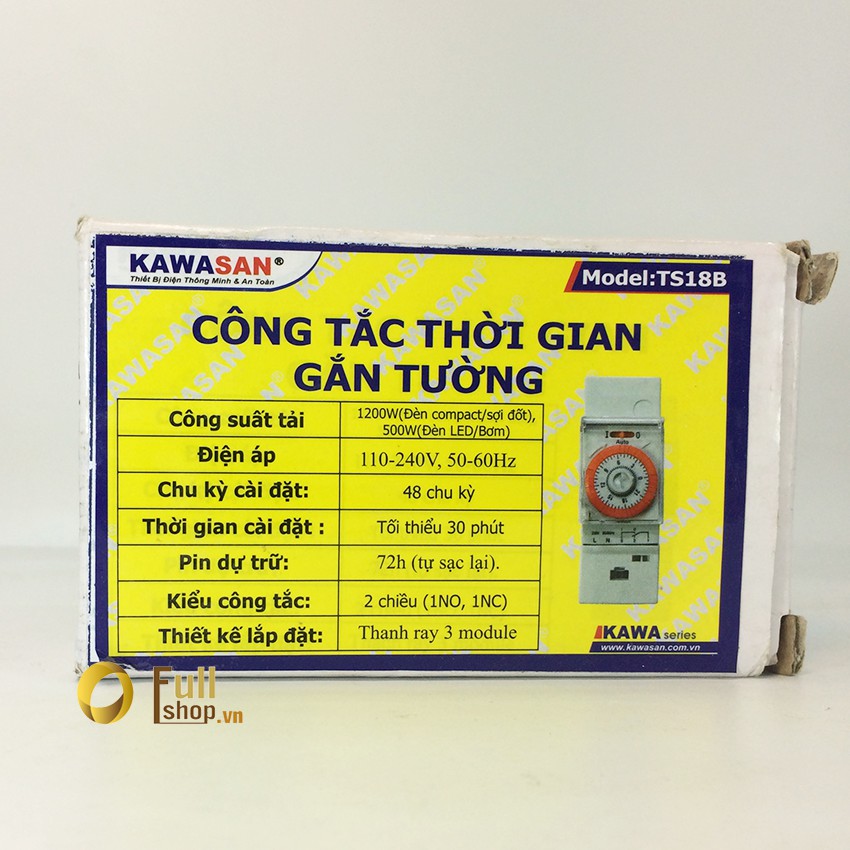 KAWASAN®
Thiết Bị Điện Thông Minh & An Toàn
Model:TS18B
CÔNG TẮC THỜI GIAN
GẮN TƯỜNG
Công suất tải
1200W(Đèn compact/sợi đốt),
500W(Đèn LED/Bơm)
Điện áp
110-240V, 50-60Hz
Chu kỳ cài đặt:
48 chu kỳ
Thời gian cài đặt :
Tối thiểu 30 phút
Pin dự trữ:
72h (tự sạc lại).
Kiểu công tắc:
2 chiều (1NO, 1NC)
Thiết kế lắp đặt:
Thanh ray 3 module
I O
Auto
L N
KAWA series
www.kawasan.com.vn
Full
shop.vn